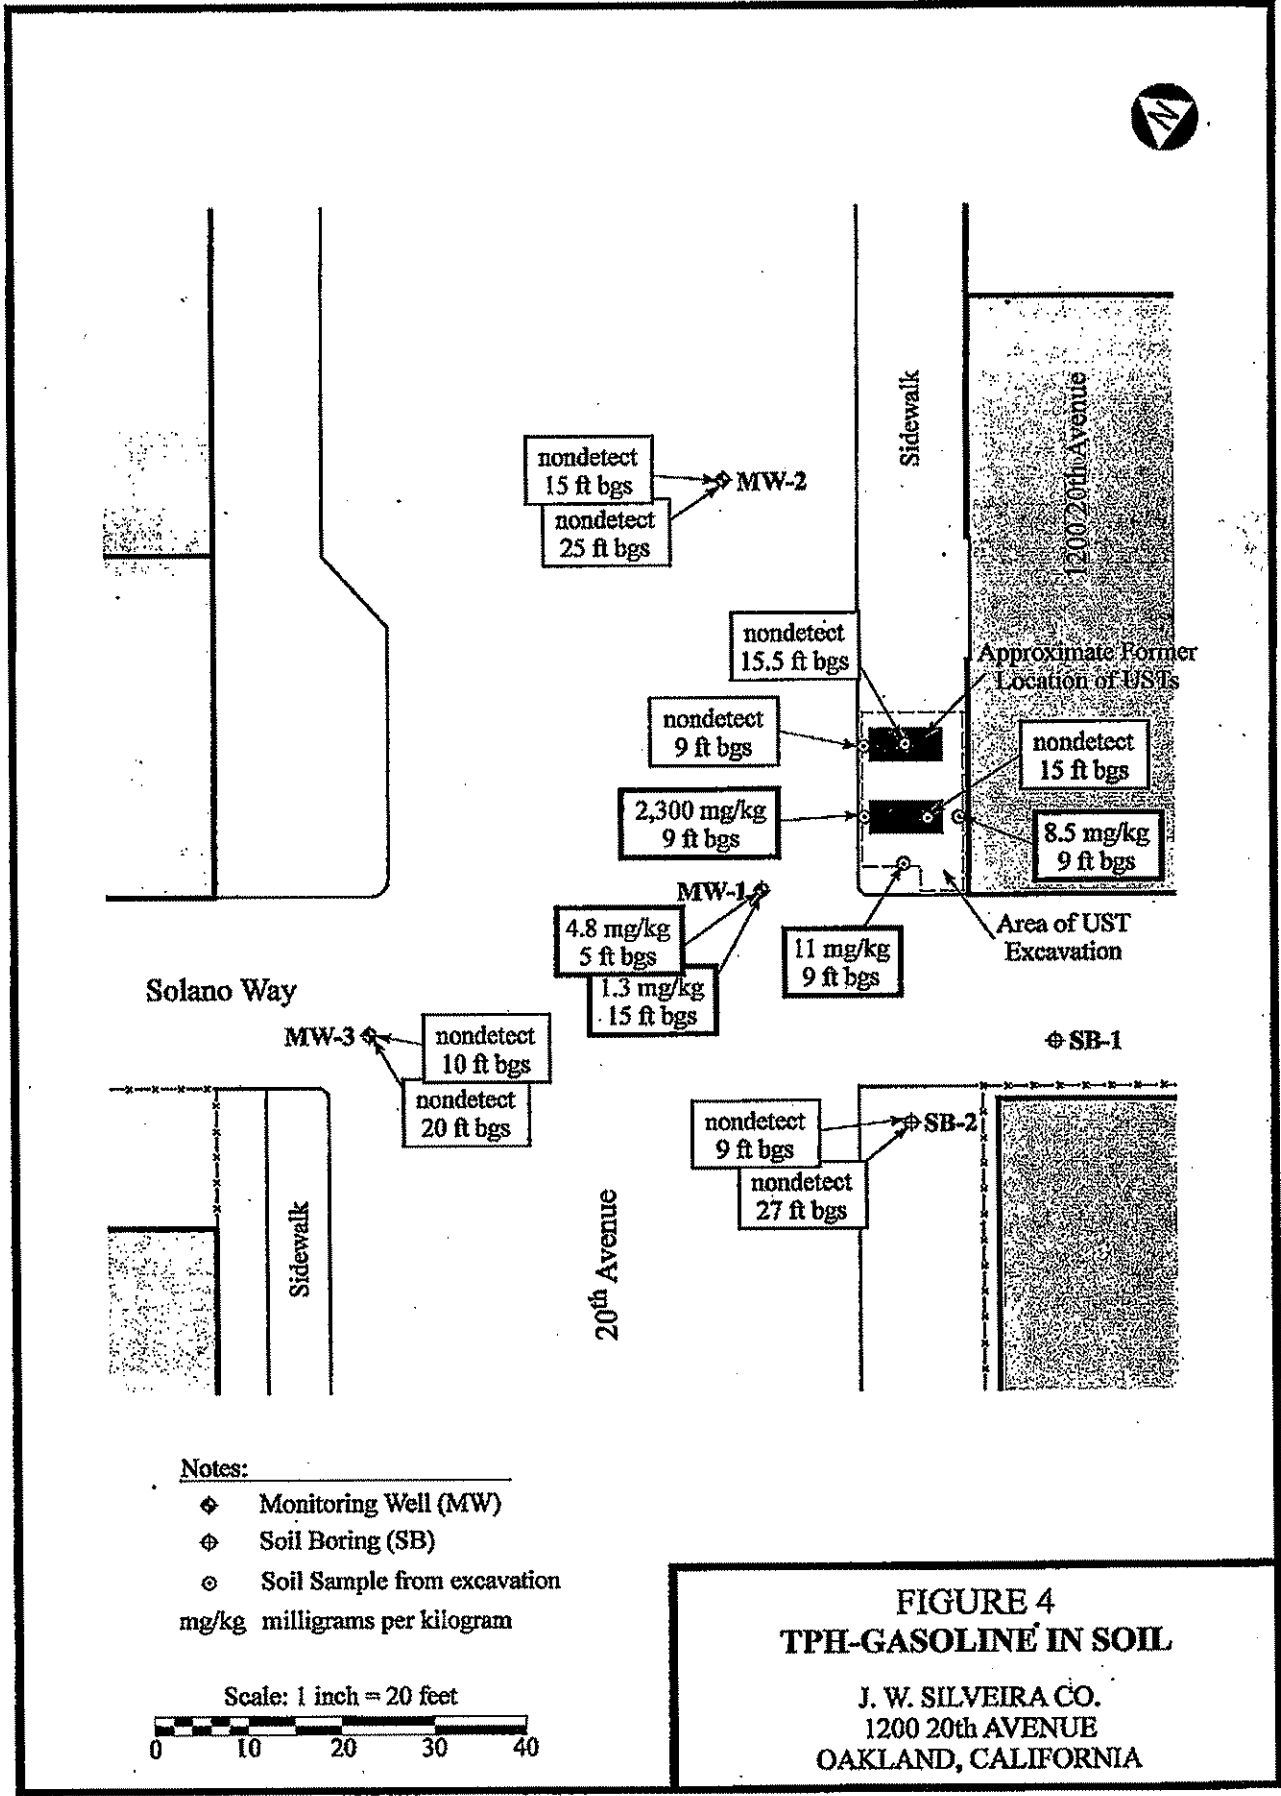 N
Sidewalk
1200 20th Avenue
nondetect
15 ft bgs
MW-2
nondetect
25 ft bgs
nondetect
15.5 ft bgs
Approximate Former
Location of USTs
nondetect
9 ft bgs
nondetect
15 ft bgs
2,300 mg/kg
9 ft bgs
8.5 mg/kg
9 ft bgs
MW-1
4.8 mg/kg
5 ft bgs
1.3 mg/kg
15 ft bgs
11 mg/kg
9 ft bgs
Area of UST
Excavation
Solano Way
MW-3
nondetect
10 ft bgs
nondetect
20 ft bgs
SB-1
nondetect
9 ft bgs
SB-2
nondetect
27 ft bgs
Sidewalk
20th Avenue
Notes:
Monitoring Well (MW)
Soil Boring (SB)
Soil Sample from excavation
mg/kg milligrams per kilogram
Scale: 1 inch = 20 feet
0 10 20 30 40
FIGURE 4
TPH-GASOLINE IN SOIL
J. W. SILVEIRA CO.
1200 20th AVENUE
OAKLAND, CALIFORNIA